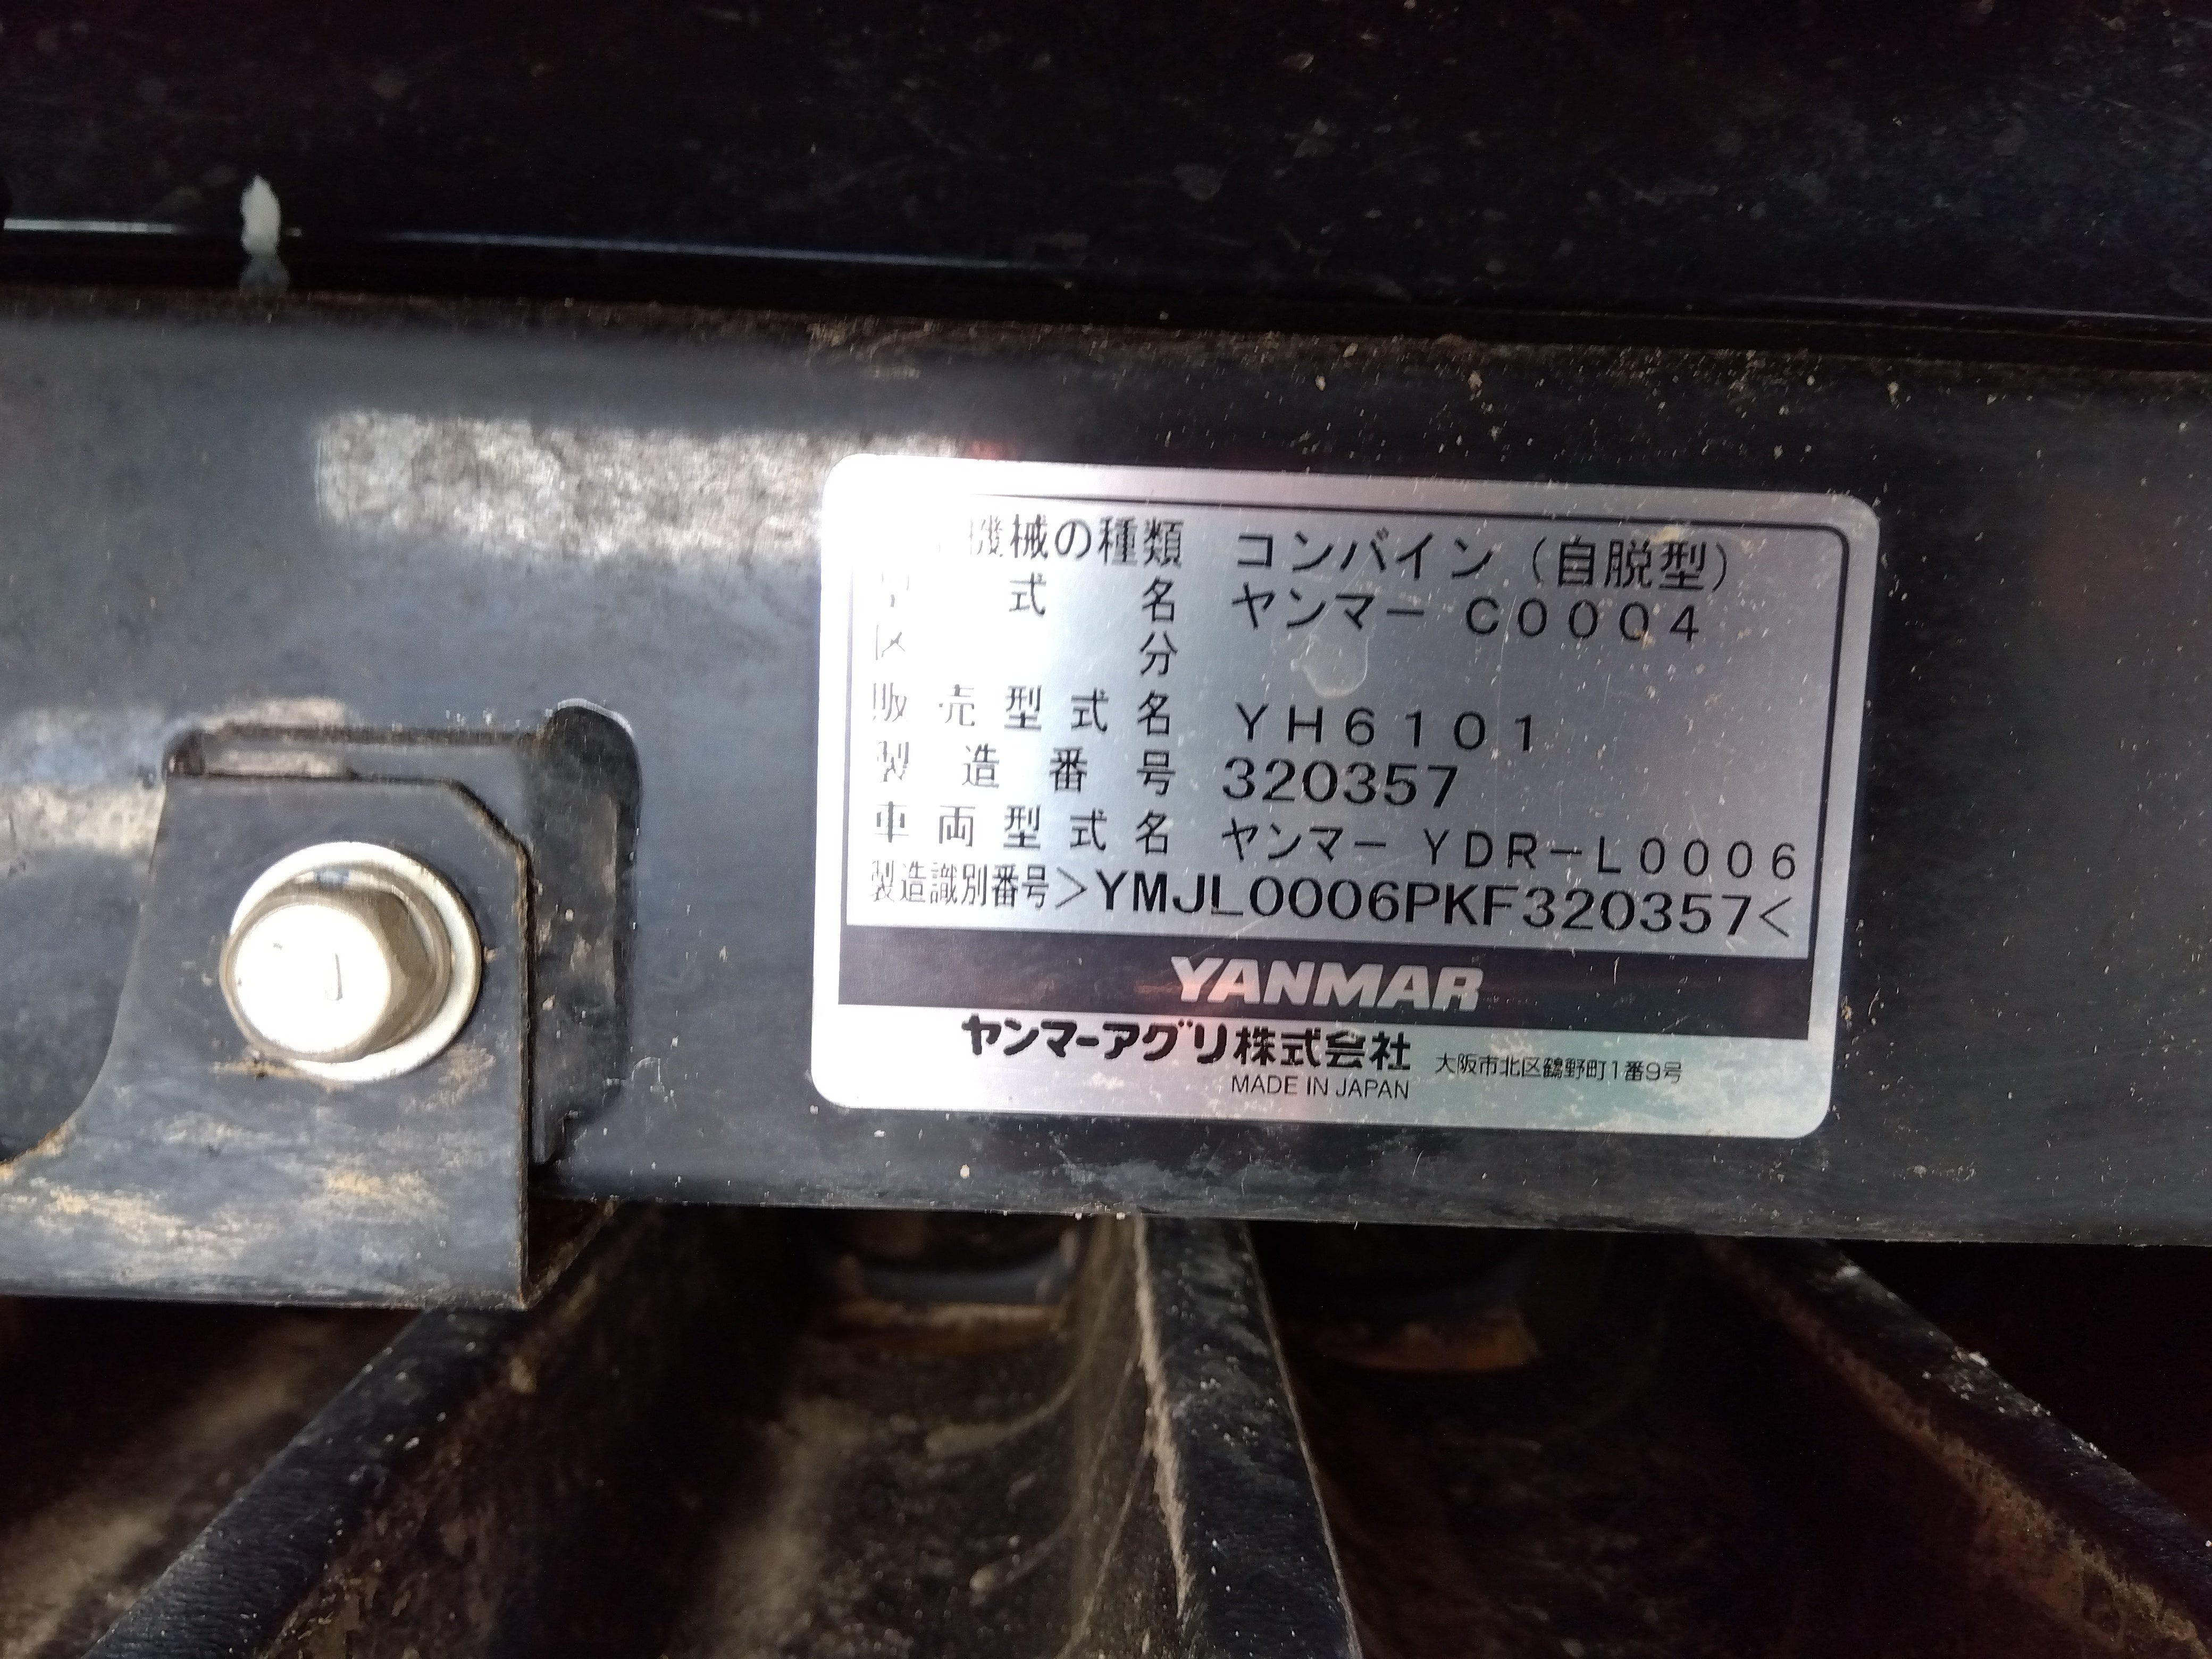 機械の種類 コンバイン（自脱型）
型式名 ヤンマー C0004
区分
販売型式名 YH6101
製造番号 320357
車両型式名 ヤンマー YDR-L0006
製造識別番号>YMJL0006PKF320357<
YANMAR
ヤンマーアグリ株式会社 大阪市北区鶴野町1番9号
MADE IN JAPAN